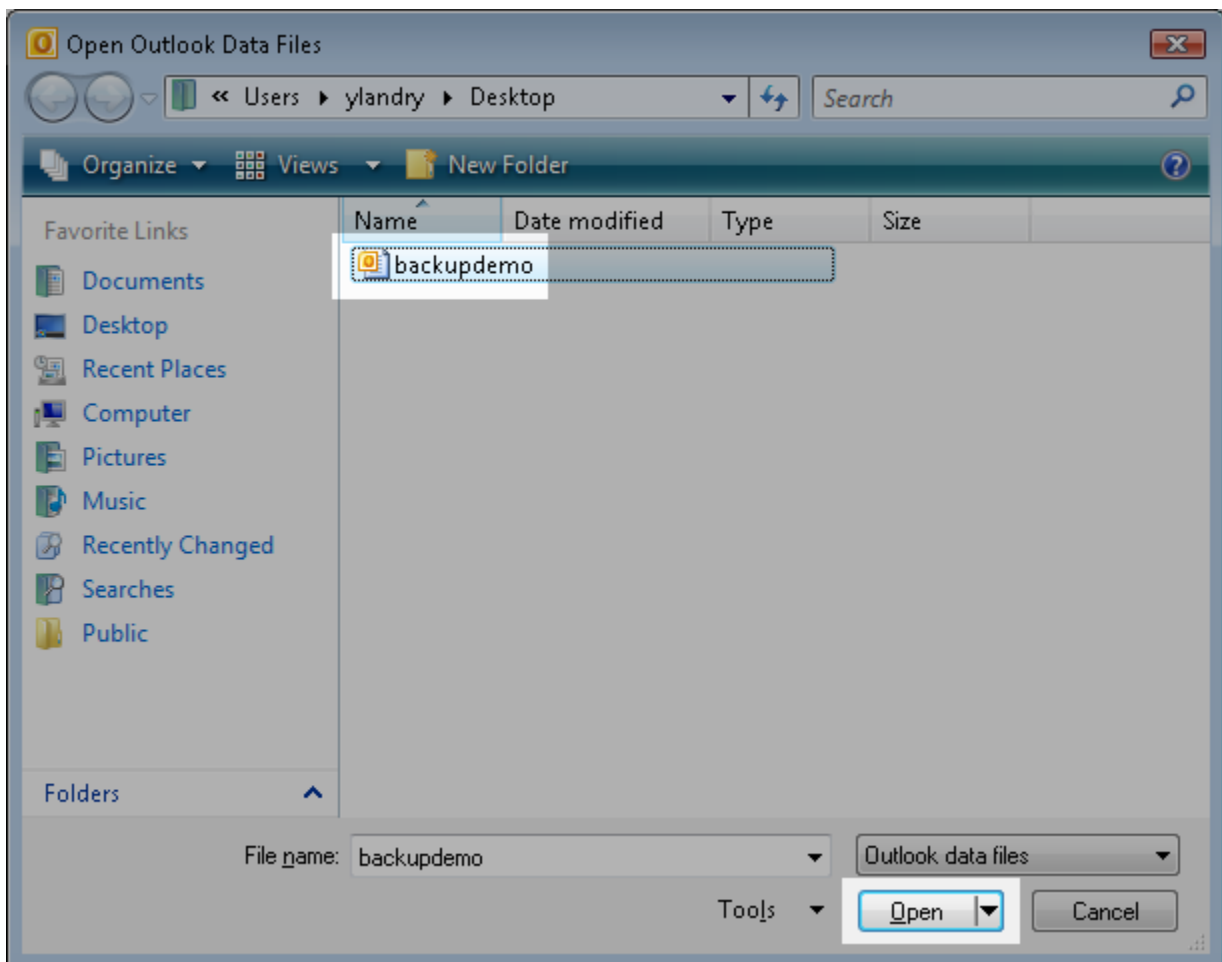 Open Outlook Data Files
« Users ylandry Desktop Search
Organize Views New Folder
Favorite Links
Documents
Desktop
Recent Places
Computer
Pictures
Music
Recently Changed
Searches
Public
Folders
Name Date modified Type Size
backupdemo
File name: backupdemo Outlook data files
Tools Open Cancel